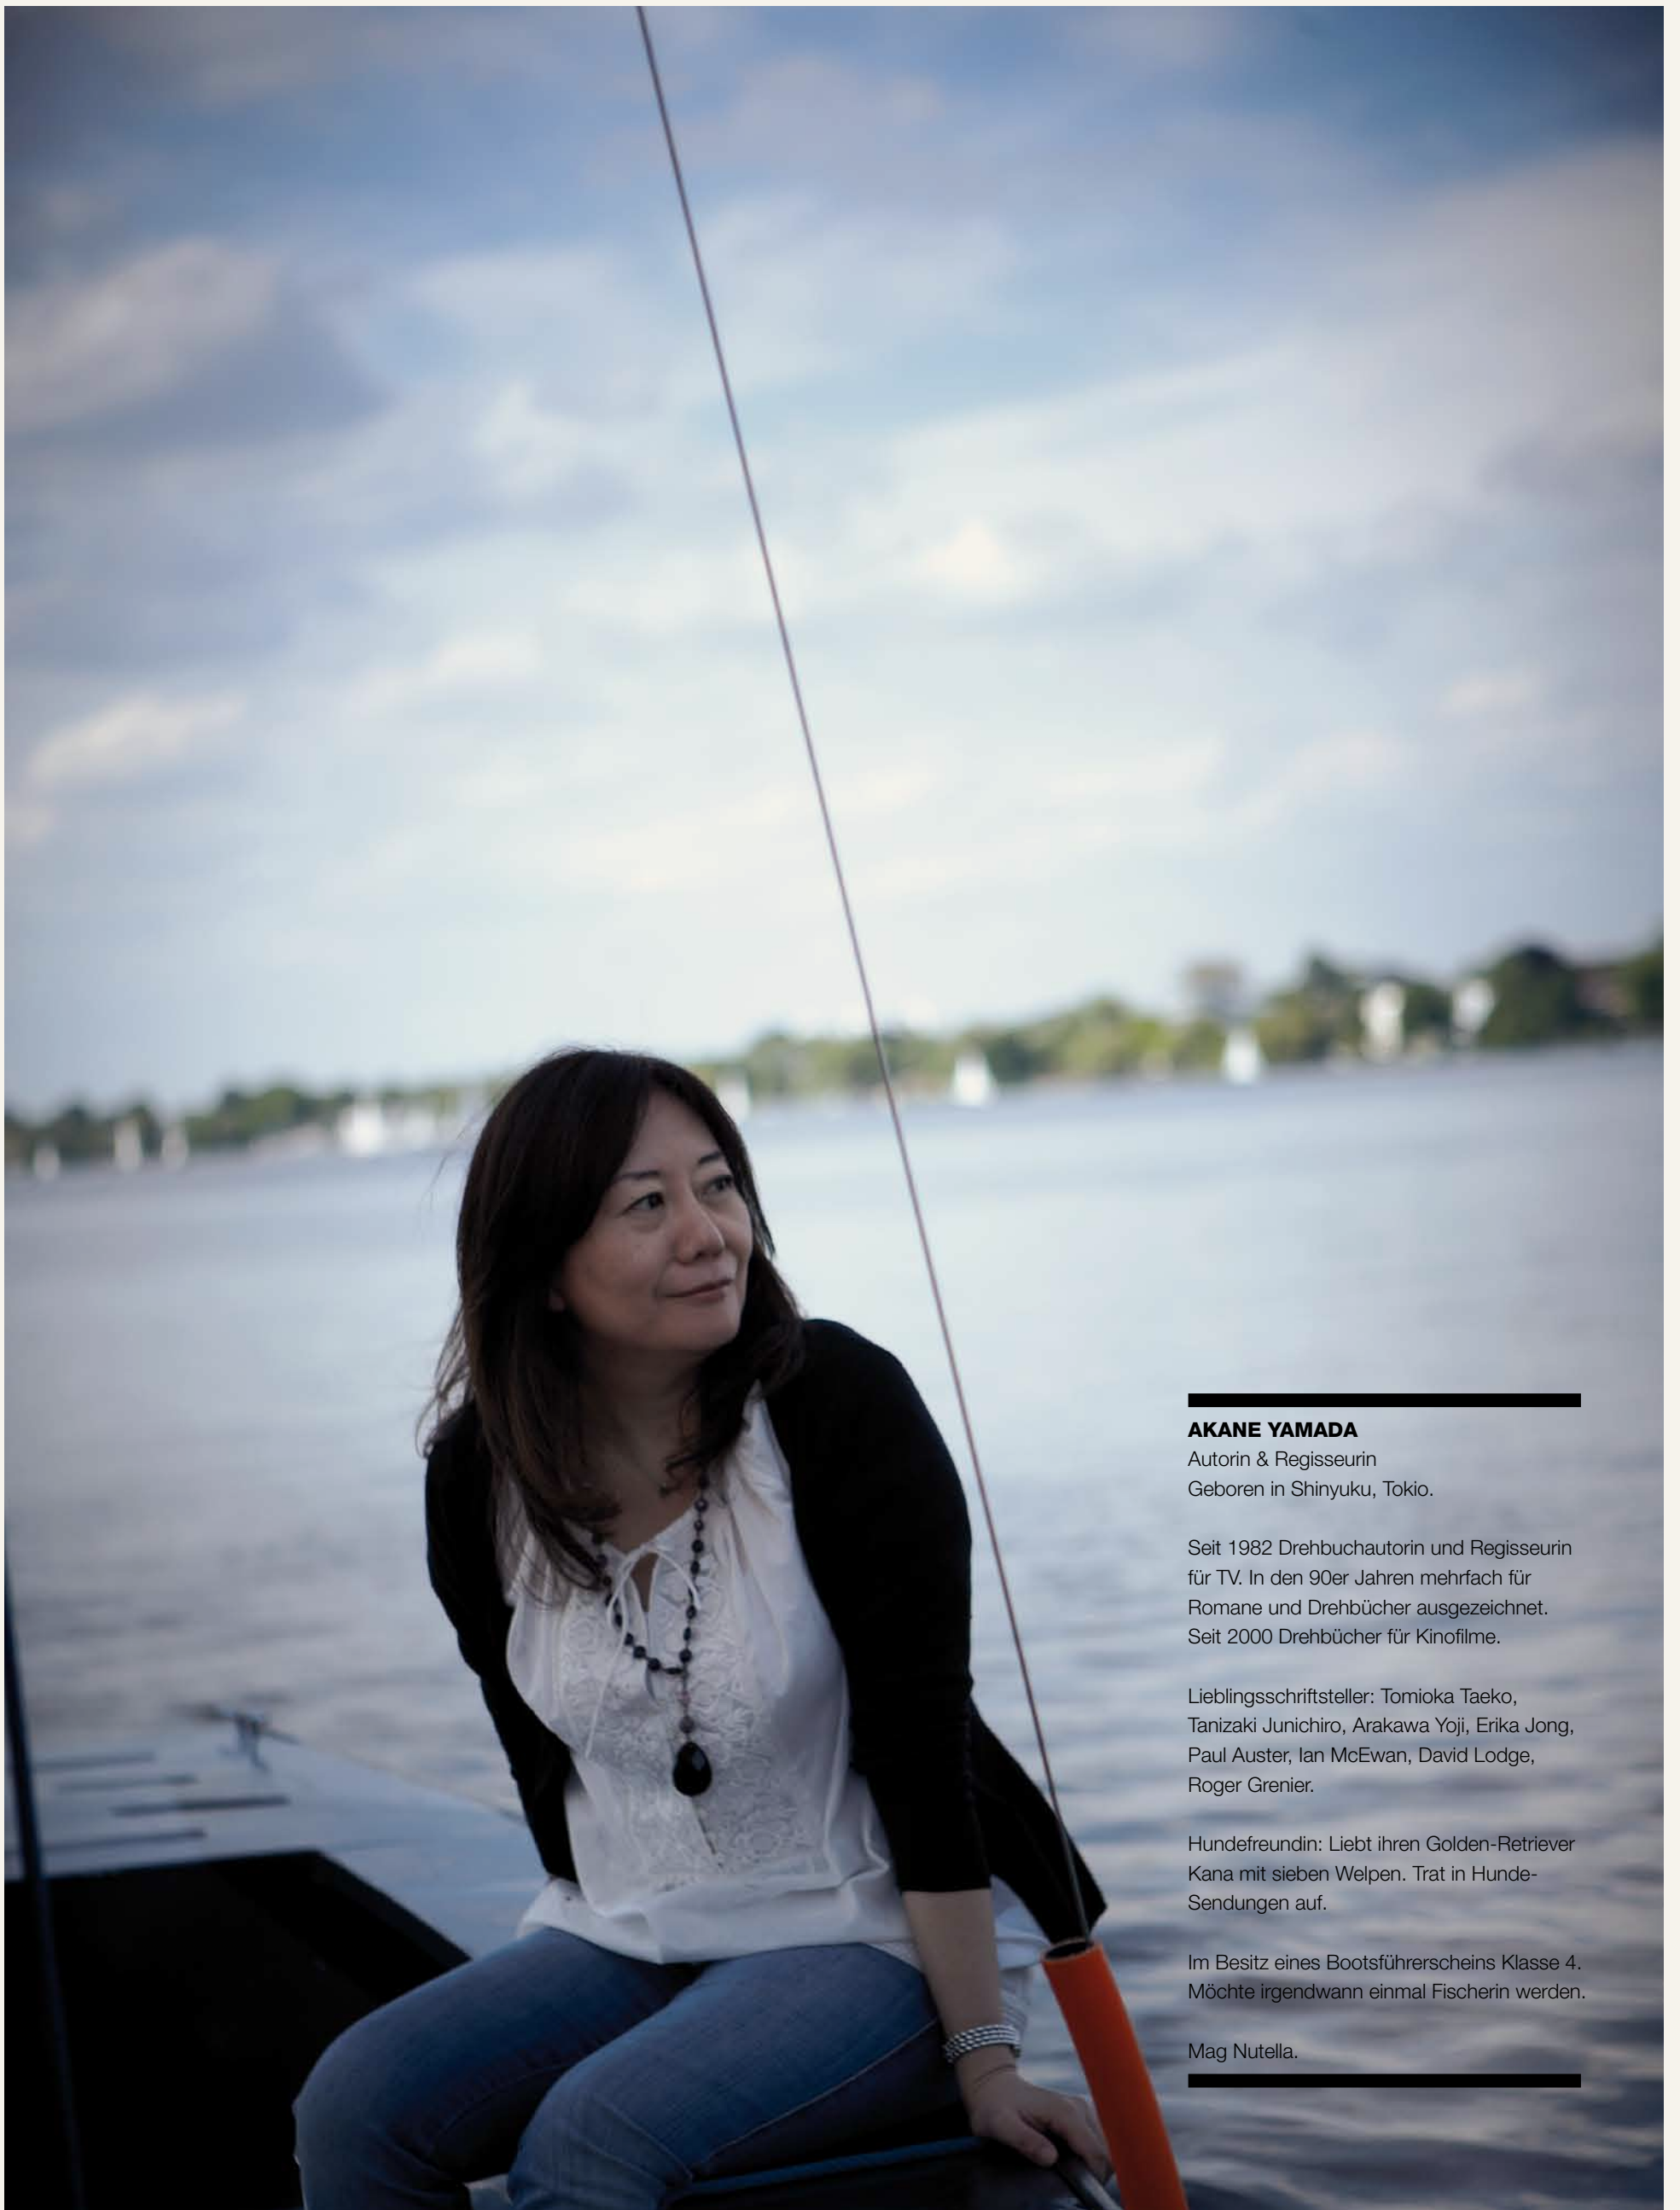 AKANE YAMADA
Autorin & Regisseurin
Geboren in Shinyuku, Tokio.
Seit 1982 Drehbuchautorin und Regisseurin
für TV. In den 90er Jahren mehrfach für
Romane und Drehbücher ausgezeichnet.
Seit 2000 Drehbücher für Kinofilme.
Lieblingsschriftsteller: Tomioka Taeko,
Tanizaki Junichiro, Arakawa Yoji, Erika Jong,
Paul Auster, Ian McEwan, David Lodge,
Roger Grenier.
Hundefreundin: Liebt ihren Golden-Retriever
Kana mit sieben Welpen. Trat in Hunde-
Sendungen auf.
Im Besitz eines Bootsführerscheins Klasse 4.
Möchte irgendwann einmal Fischerin werden.
Mag Nutella.